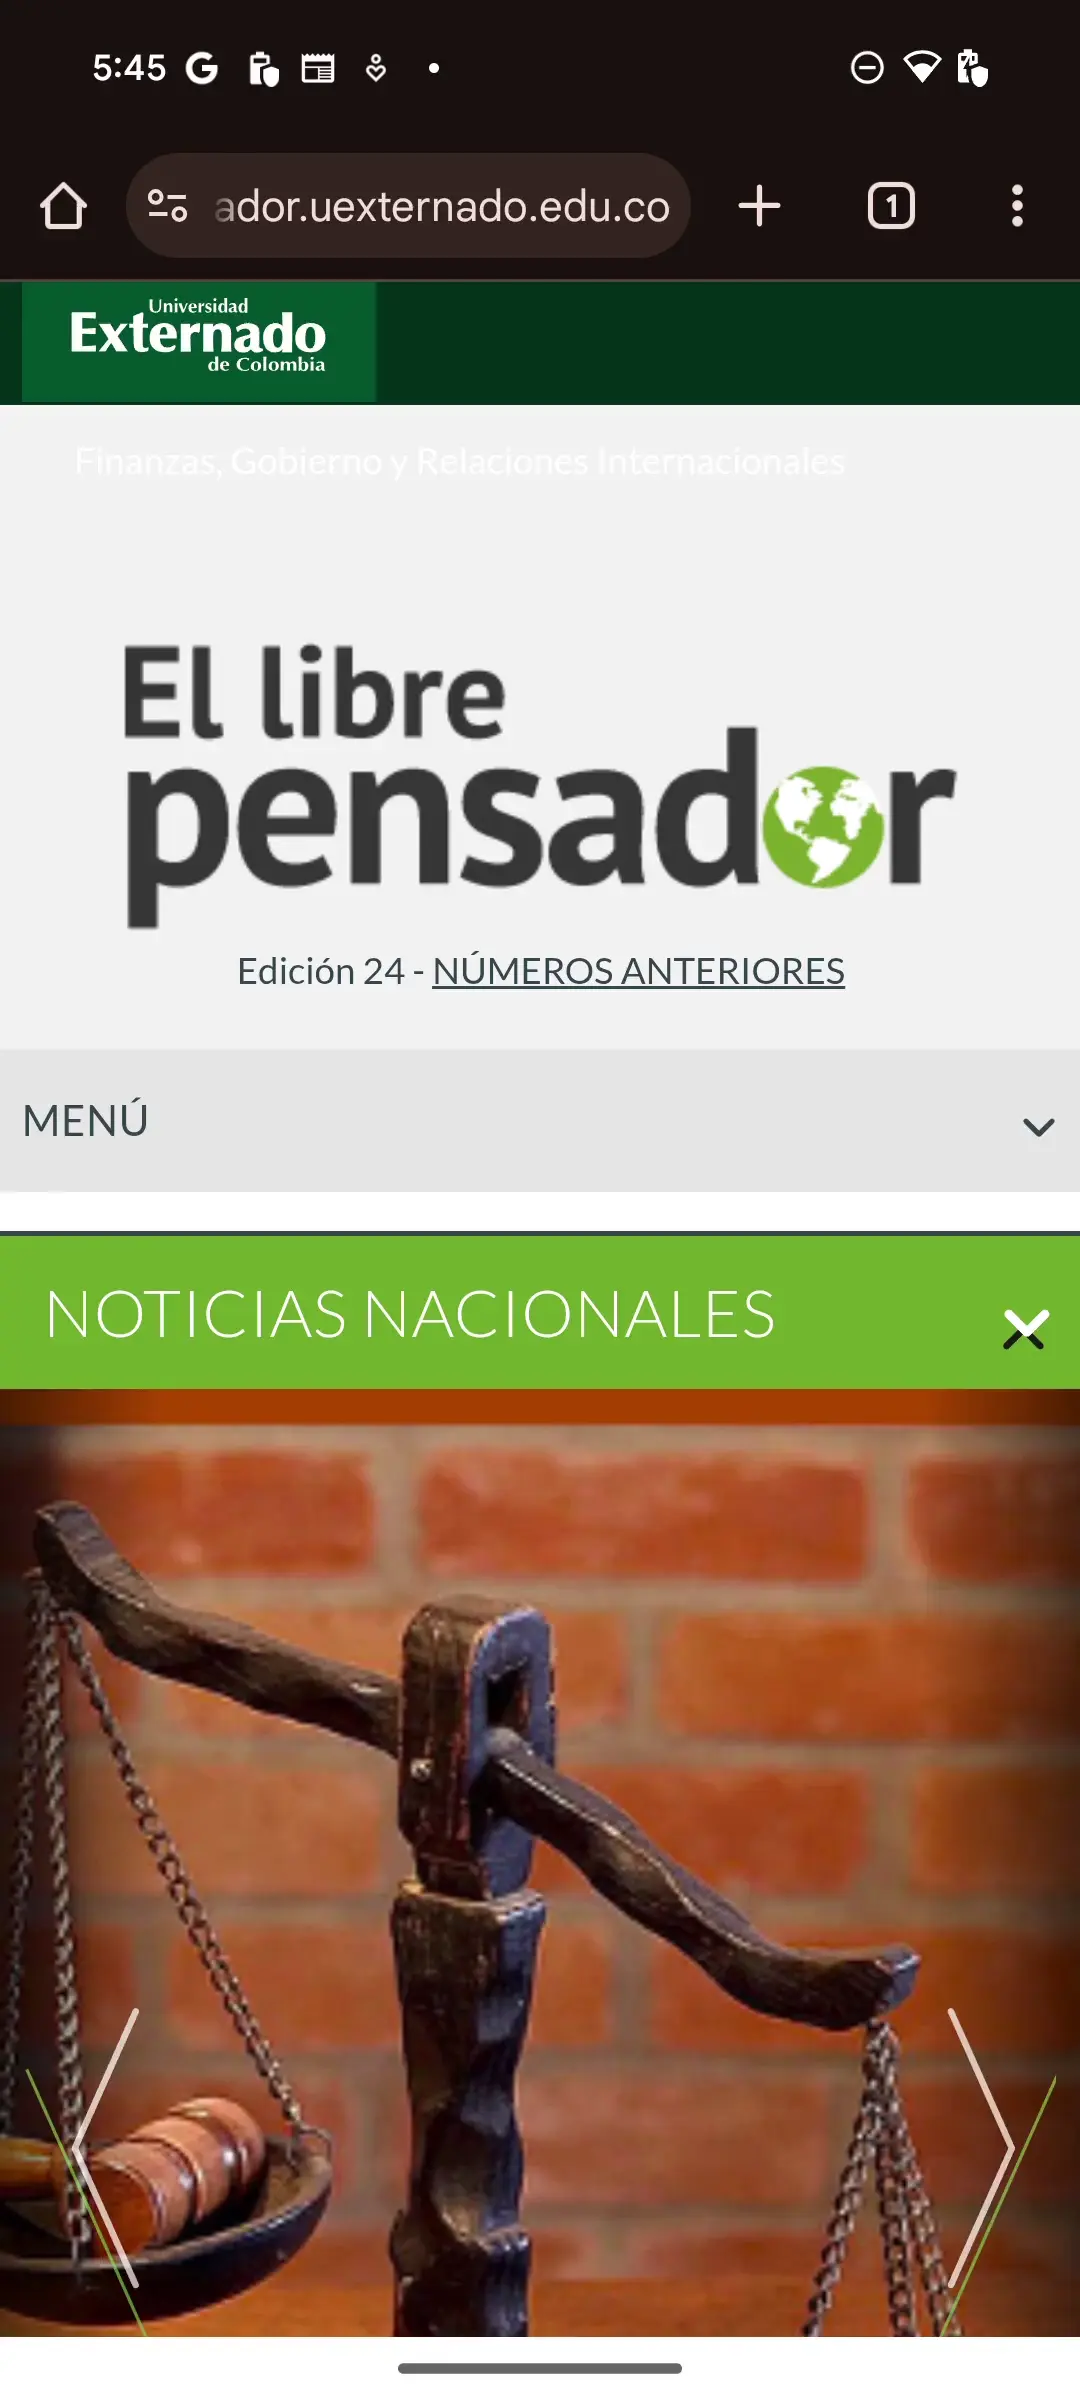 5:45
ador.uexternado.edu.co
1
Universidad
Externado
de Colombia
Finanzas, Gobierno y Relaciones Internacionales
El libre
pensador
Edición 24 - NÚMEROS ANTERIORES
MENÚ
NOTICIAS NACIONALES